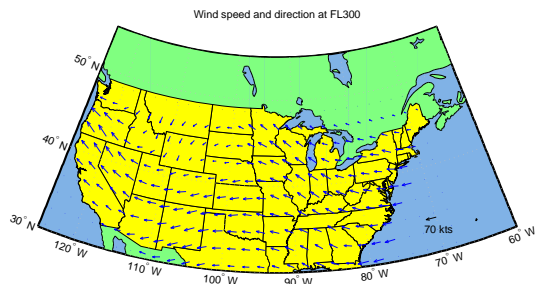 Wind speed and direction at FL300
50° N
40° N
30° N
70 kts
120° W
110° W
100° W
90° W
80° W
70° W
60° W